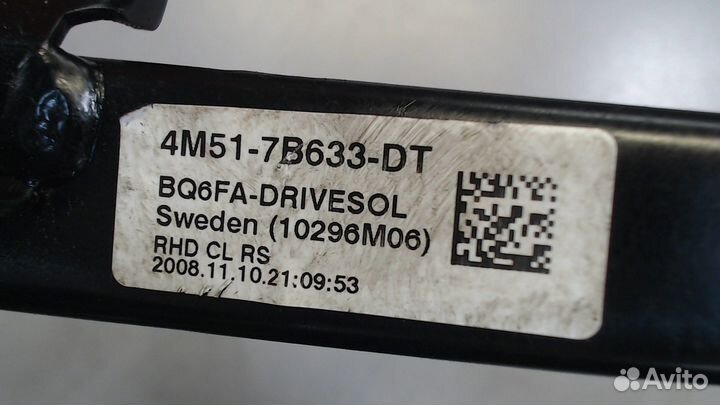 4M51-7B633-DT
BQ6FA-DRIVESOL
Sweden (10296M06)
RHD CL RS
2008.11.10.21:09:53
Avito